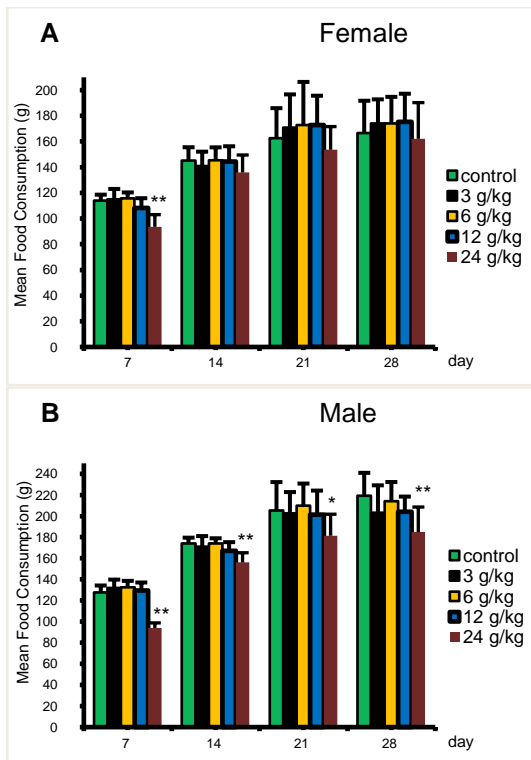 A Female
Mean Food Consumption (g)
200
180
160
140
120
100
80
60
40
20
0
**
7 14 21 28 day
control
3 g/kg
6 g/kg
12 g/kg
24 g/kg
B Male
Mean Food Consumption (g)
240
220
200
180
160
140
120
100
80
60
40
20
0
** ** * **
7 14 21 28 day
control
3 g/kg
6 g/kg
12 g/kg
24 g/kg